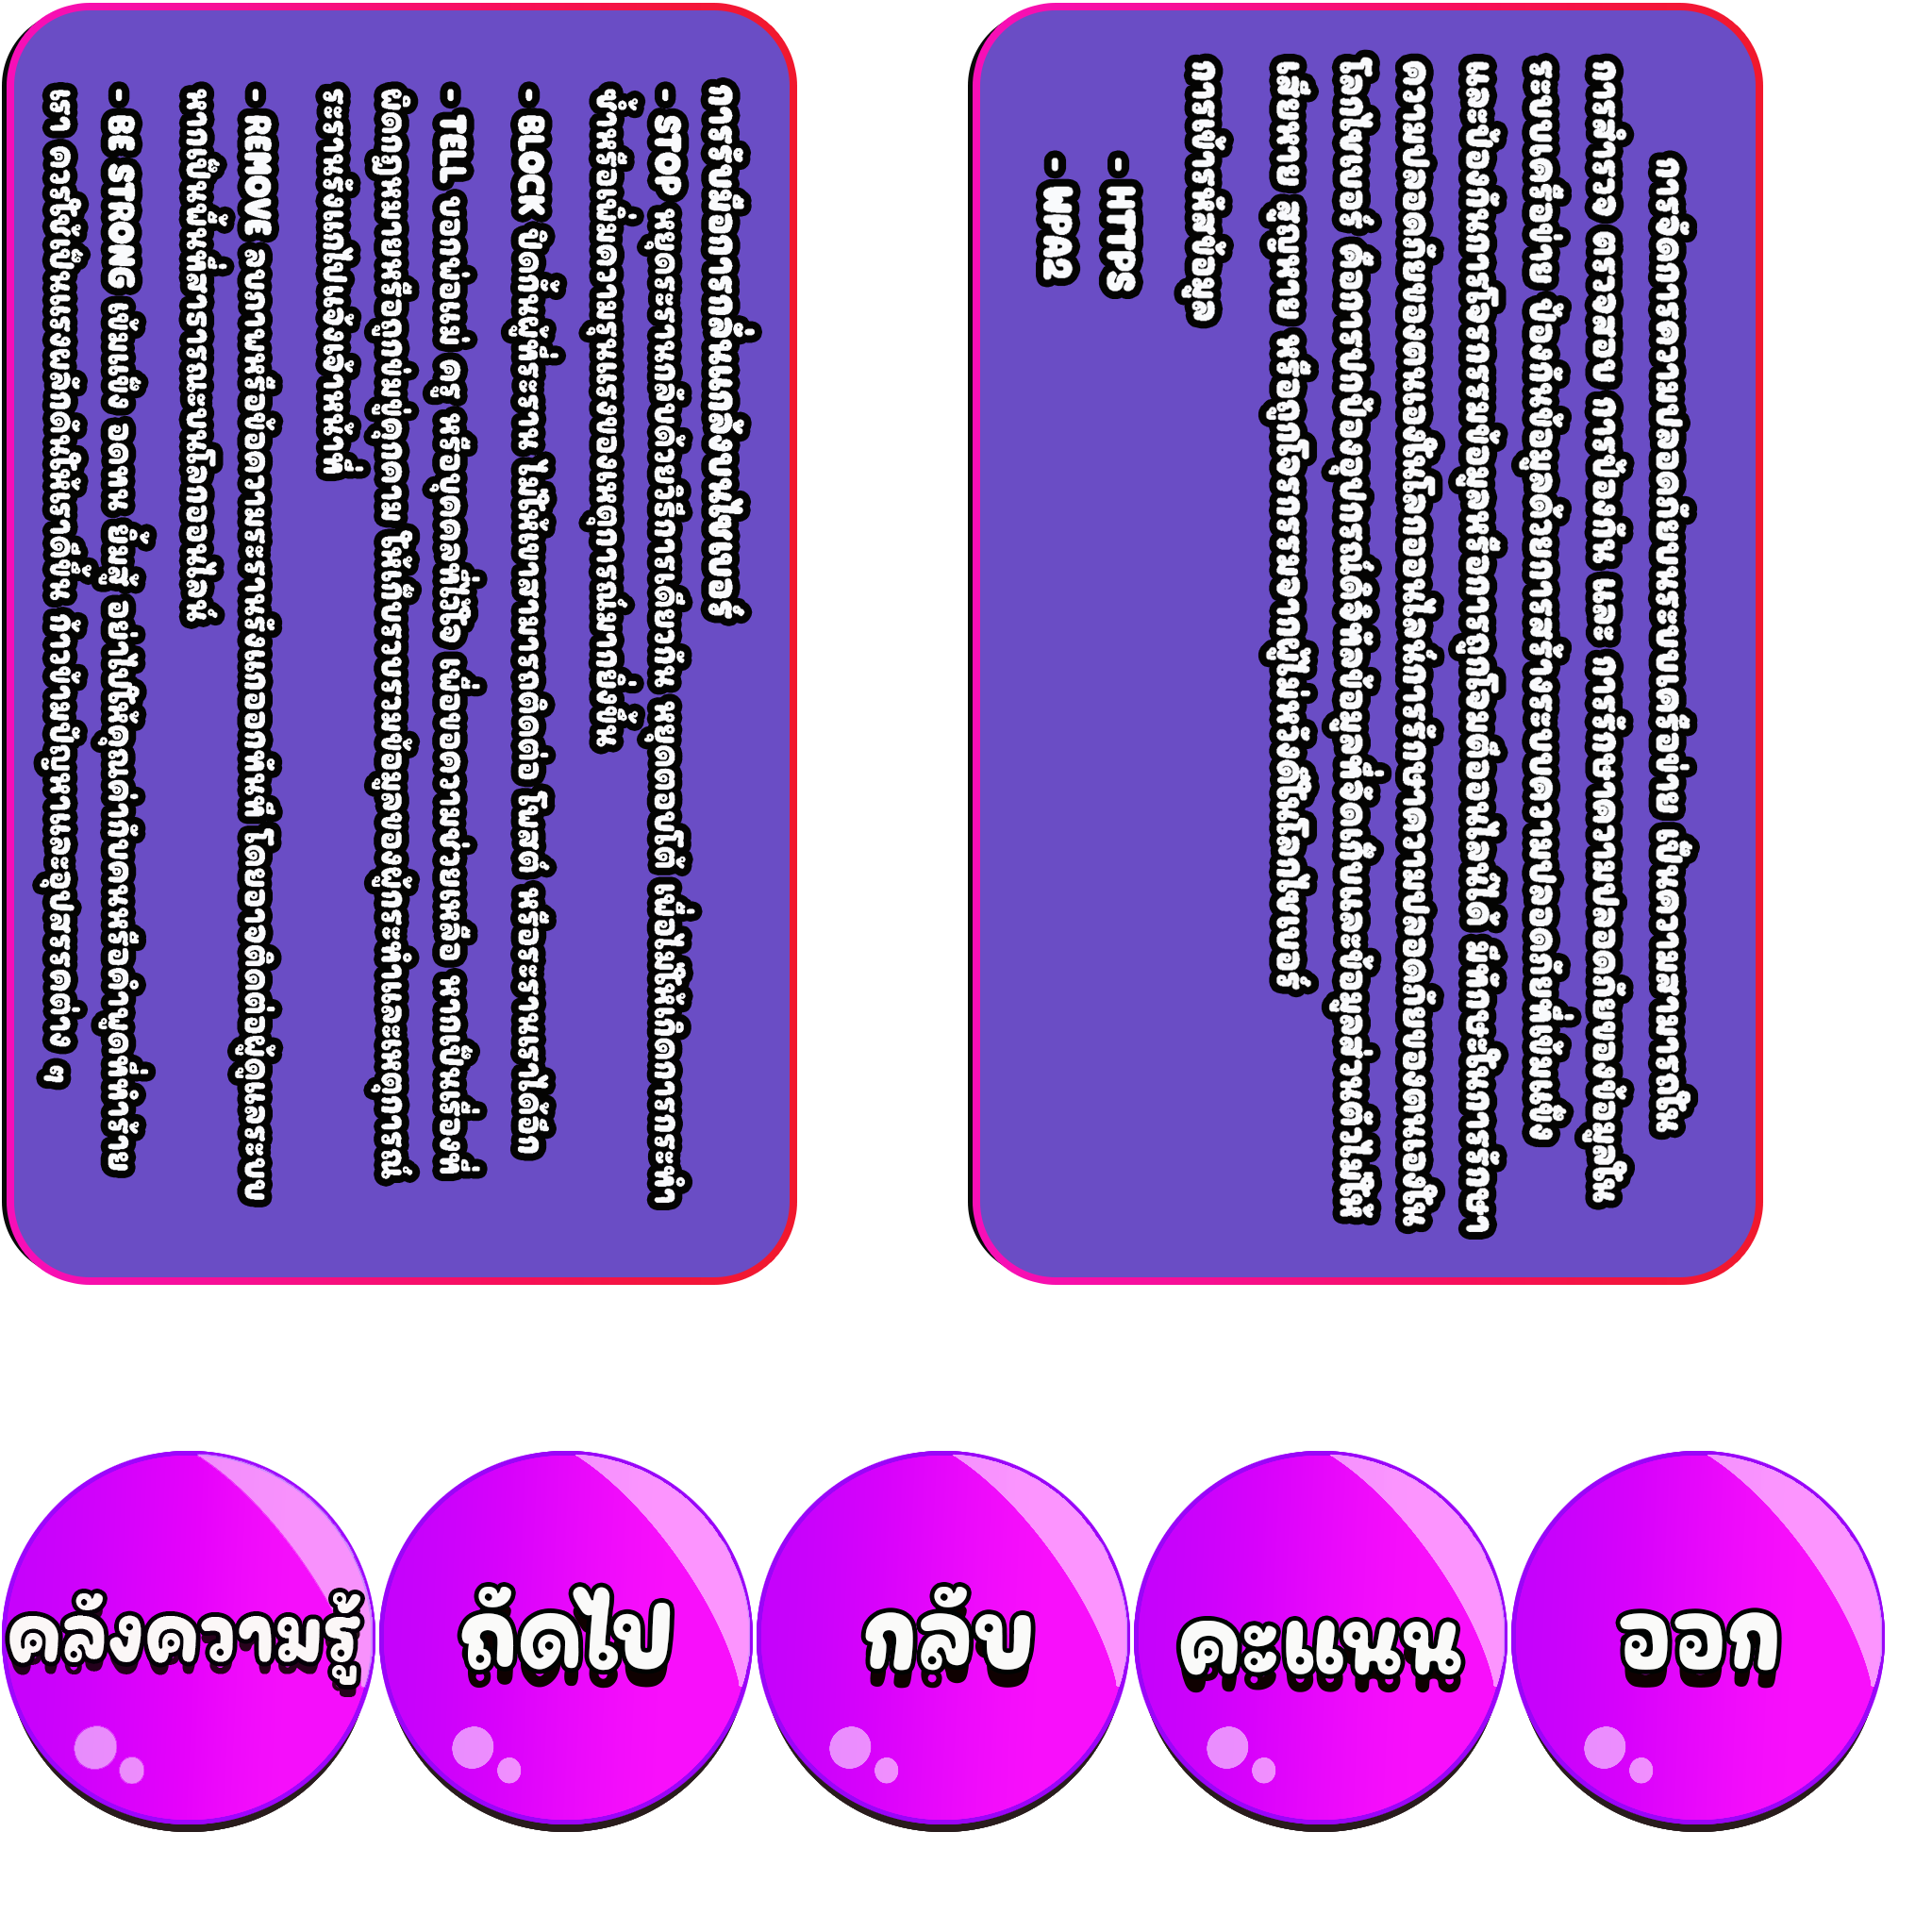 การรับมือการกลั่นแกล้งบนไซเบอร์
- STOP หยุดระรานกลับด้วยวิธีการเดียวกัน หยุดตอบโต้ เพื่อไม่ให้เกิดการกระทำ
ซ้ำหรือเพิ่มความรุนแรงของเหตุการณ์มากยิ่งขึ้น
- BLOCK ปิดกั้นผู้ที่ระราน ไม่ให้เขาสามารถติดต่อ โพสต์ หรือระรานเราได้อีก
- TELL บอกพ่อแม่ ครู หรือบุคคลที่ไว้ใจ เพื่อขอความช่วยเหลือ หากเป็นเรื่องที่
ผิดกฎหมายหรือถูกข่มขู่คุกคาม ให้เก็บรวบรวมข้อมูลของผู้กระทำและเหตุการณ์
ระรานรังแกไปแจ้งเจ้าหน้าที่
- REMOVE ลบภาพหรือข้อความระรานรังแกออกทันที โดยอาจติดต่อผู้ดูแลระบบ
หากเป็นพื้นที่สาธารณะบนโลกออนไลน์
- BE STRONG เข้มแข็ง อดทน ยิ้มสู้ อย่าไปให้คุณค่ากับคนหรือคำพูดที่ทำร้าย
เรา ควรใช้เป็นแรงผลักดันให้เราดีขึ้น ก้าวข้ามปัญหาและอุปสรรคต่าง ๆ
การจัดการความปลอดภัยบนระบบเครือข่าย เป็นความสามารถใน
การสำรวจ ตรวจสอบ การป้องกัน และ การรักษาความปลอดภัยของข้อมูลใน
ระบบเครือข่าย ป้องกันข้อมูลด้วยการสร้างระบบความปลอดภัยที่เข้มแข็ง
และป้องกันการโจรกรรมข้อมูลหรือการถูกโจมตีออนไลน์ได้ มีทักษะในการรักษา
ความปลอดภัยของตนเองในโลกออนไลน์การรักษาความปลอดภัยของตนเองใน
โลกไซเบอร์ คือการปกป้องอุปกรณ์ดิจิทัลข้อมูลที่จัดเก็บและข้อมูลส่วนตัวไม่ให้
เสียหาย สูญหาย หรือถูกโจรกรรมจากผู้ไม่หวังดีในโลกไซเบอร์
การเข้ารหัสข้อมูล
- HTTPS
- WPA2
คลังความรู้
ถัดไป
กลับ
คะแนน
ออก